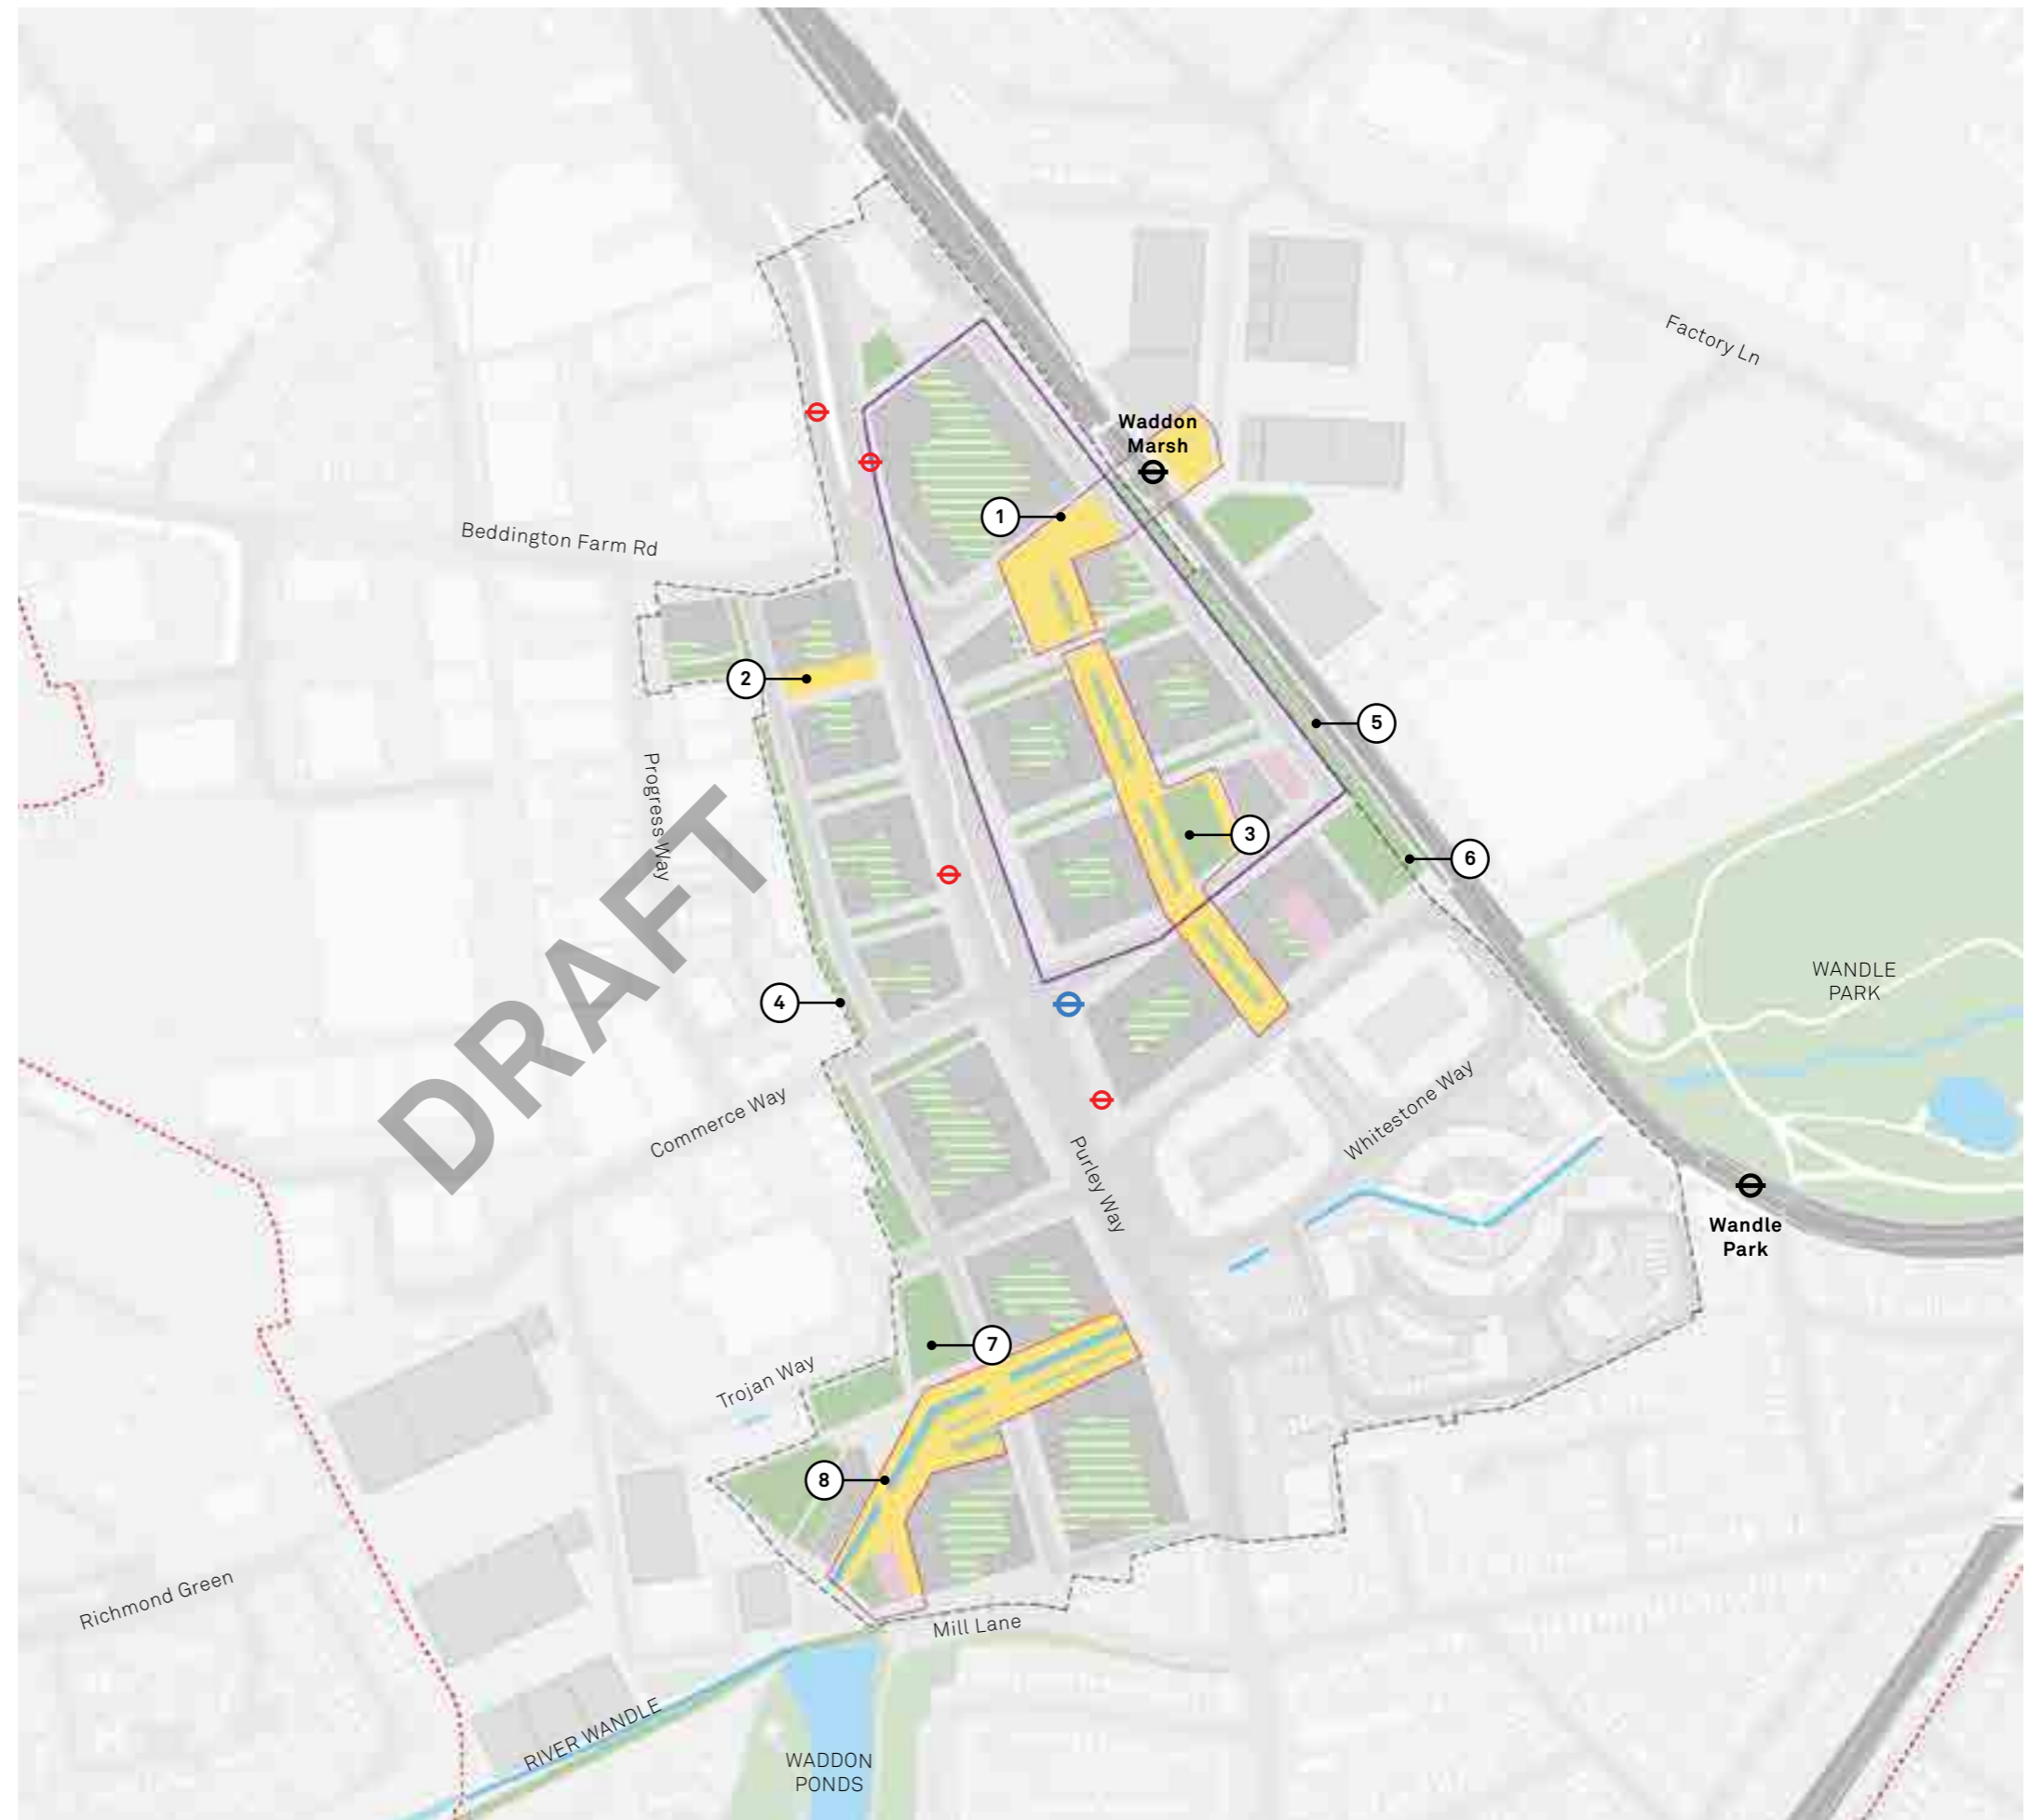 Factory Ln
Waddon
Marsh
1
Beddington Farm Rd
2
5
Progress Way
3
6
DRAFT
WANDLE
PARK
4
Commerce Way
Whitestone Way
Purley Way
Wandle
Park
7
Trojan Way
8
Richmond Green
Mill Lane
RIVER WANDLE
WADDON
PONDS